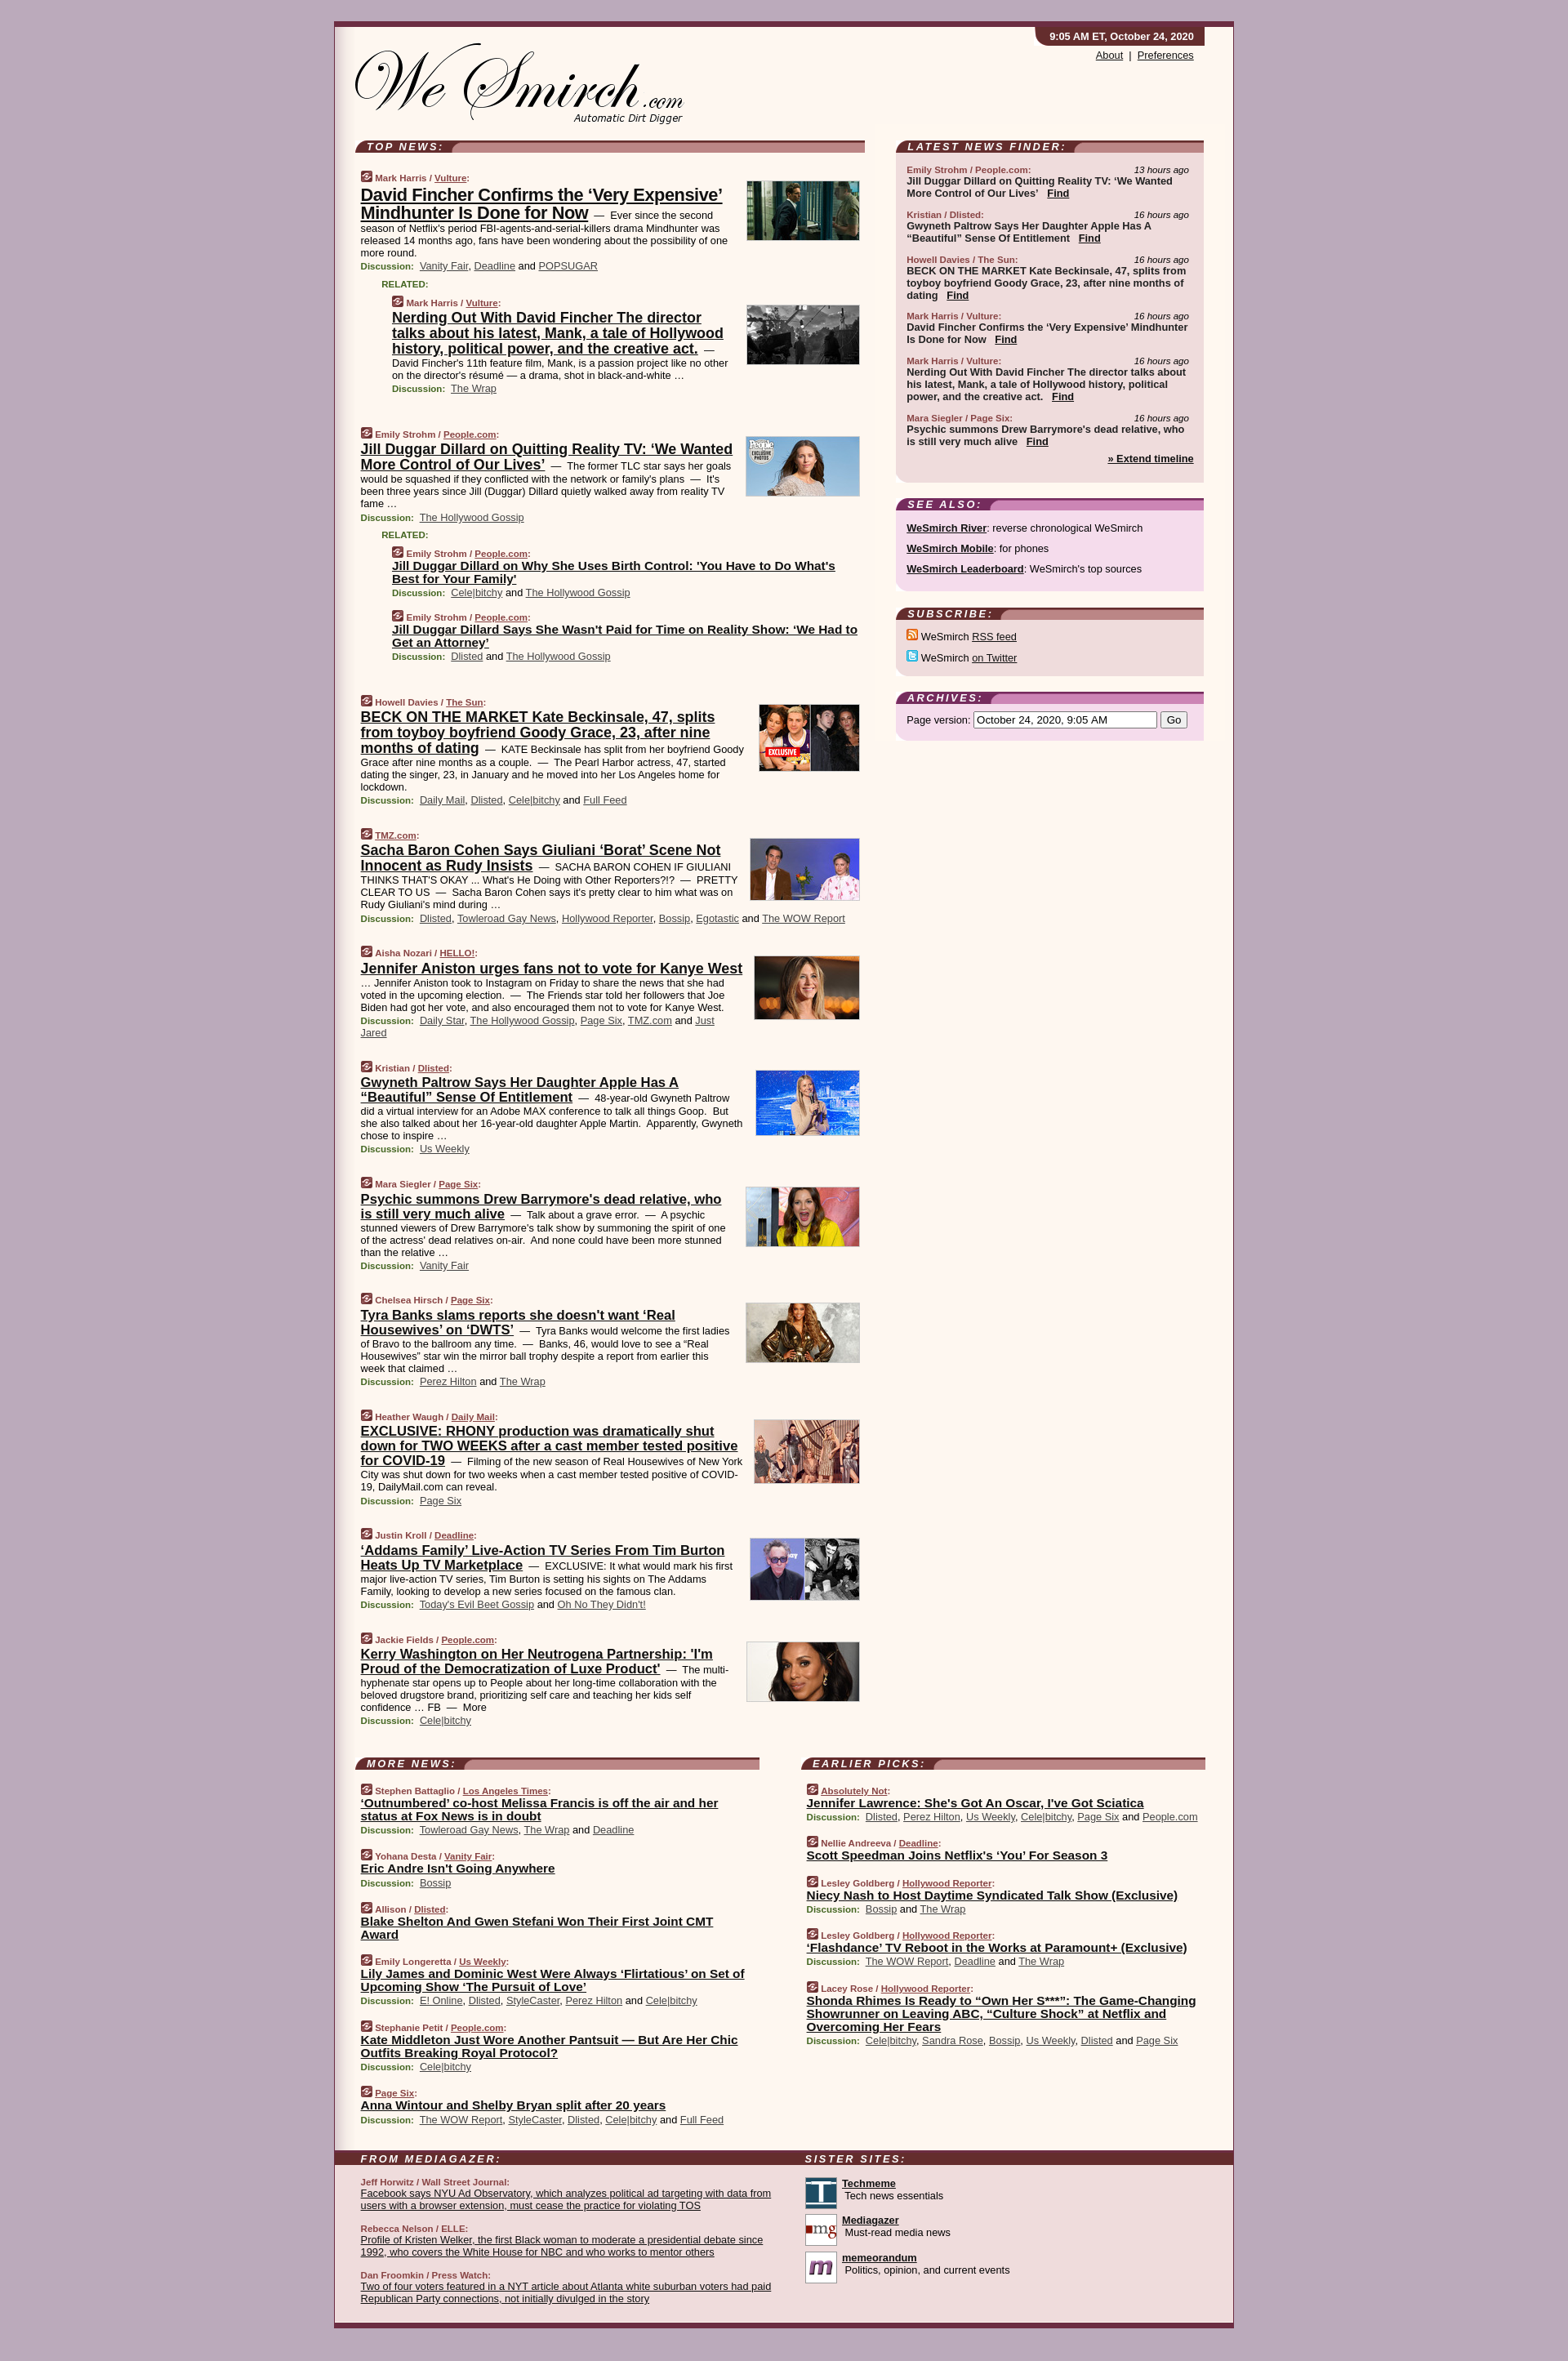 9:05 AM ET, October 24, 2020
About | Preferences
We Smirch.com
Automatic Dirt Digger
TOP NEWS:
Mark Harris / Vulture:
David Fincher Confirms the ‘Very Expensive’
Mindhunter Is Done for Now — Ever since the second
season of Netflix's period FBI-agents-and-serial-killers drama Mindhunter was
released 14 months ago, fans have been wondering about the possibility of one
more round.
Discussion: Vanity Fair, Deadline and POPSUGAR
RELATED:
Mark Harris / Vulture:
Nerding Out With David Fincher The director
talks about his latest, Mank, a tale of Hollywood
history, political power, and the creative act. —
David Fincher's 11th feature film, Mank, is a passion project like no other
on the director's résumé — a drama, shot in black-and-white …
Discussion: The Wrap
Emily Strohm / People.com:
Jill Duggar Dillard on Quitting Reality TV: ‘We Wanted
More Control of Our Lives’ — The former TLC star says her goals
would be squashed if they conflicted with the network or family's plans — It's
been three years since Jill (Duggar) Dillard quietly walked away from reality TV
fame …
Discussion: The Hollywood Gossip
People
EXCLUSIVE PHOTOS
RELATED:
Emily Strohm / People.com:
Jill Duggar Dillard on Why She Uses Birth Control: 'You Have to Do What's
Best for Your Family'
Discussion: Cele|bitchy and The Hollywood Gossip
Emily Strohm / People.com:
Jill Duggar Dillard Says She Wasn't Paid for Time on Reality Show: ‘We Had to
Get an Attorney’
Discussion: Dlisted and The Hollywood Gossip
Howell Davies / The Sun:
BECK ON THE MARKET Kate Beckinsale, 47, splits
from toyboy boyfriend Goody Grace, 23, after nine
months of dating — KATE Beckinsale has split from her boyfriend Goody
Grace after nine months as a couple. — The Pearl Harbor actress, 47, started
dating the singer, 23, in January and he moved into her Los Angeles home for
lockdown.
Discussion: Daily Mail, Dlisted, Cele|bitchy and Full Feed
EXCLUSIVE
TMZ.com:
Sacha Baron Cohen Says Giuliani ‘Borat’ Scene Not
Innocent as Rudy Insists — SACHA BARON COHEN IF GIULIANI
THINKS THAT'S OKAY ... What's He Doing with Other Reporters?!? — PRETTY
CLEAR TO US — Sacha Baron Cohen says it's pretty clear to him what was on
Rudy Giuliani's mind during …
Discussion: Dlisted, Towleroad Gay News, Hollywood Reporter, Bossip, Egotastic and The WOW Report
Aisha Nozari / HELLO!:
Jennifer Aniston urges fans not to vote for Kanye West
… Jennifer Aniston took to Instagram on Friday to share the news that she had
voted in the upcoming election. — The Friends star told her followers that Joe
Biden had got her vote, and also encouraged them not to vote for Kanye West.
Discussion: Daily Star, The Hollywood Gossip, Page Six, TMZ.com and Just
Jared
Kristian / Dlisted:
Gwyneth Paltrow Says Her Daughter Apple Has A
“Beautiful” Sense Of Entitlement — 48-year-old Gwyneth Paltrow
did a virtual interview for an Adobe MAX conference to talk all things Goop. But
she also talked about her 16-year-old daughter Apple Martin. Apparently, Gwyneth
chose to inspire …
Discussion: Us Weekly
Mara Siegler / Page Six:
Psychic summons Drew Barrymore's dead relative, who
is still very much alive — Talk about a grave error. — A psychic
stunned viewers of Drew Barrymore's talk show by summoning the spirit of one
of the actress' dead relatives on-air. And none could have been more stunned
than the relative …
Discussion: Vanity Fair
Chelsea Hirsch / Page Six:
Tyra Banks slams reports she doesn't want ‘Real
Housewives’ on ‘DWTS’ — Tyra Banks would welcome the first ladies
of Bravo to the ballroom any time. — Banks, 46, would love to see a “Real
Housewives” star win the mirror ball trophy despite a report from earlier this
week that claimed …
Discussion: Perez Hilton and The Wrap
Heather Waugh / Daily Mail:
EXCLUSIVE: RHONY production was dramatically shut
down for TWO WEEKS after a cast member tested positive
for COVID-19 — Filming of the new season of Real Housewives of New York
City was shut down for two weeks when a cast member tested positive of COVID-
19, DailyMail.com can reveal.
Discussion: Page Six
Justin Kroll / Deadline:
‘Addams Family’ Live-Action TV Series From Tim Burton
Heats Up TV Marketplace — EXCLUSIVE: It what would mark his first
major live-action TV series, Tim Burton is setting his sights on The Addams
Family, looking to develop a new series focused on the famous clan.
Discussion: Today's Evil Beet Gossip and Oh No They Didn't!
Jackie Fields / People.com:
Kerry Washington on Her Neutrogena Partnership: 'I'm
Proud of the Democratization of Luxe Product' — The multi-
hyphenate star opens up to People about her long-time collaboration with the
beloved drugstore brand, prioritizing self care and teaching her kids self
confidence … FB — More
Discussion: Cele|bitchy
LATEST NEWS FINDER:
Emily Strohm / People.com: 13 hours ago
Jill Duggar Dillard on Quitting Reality TV: ‘We Wanted
More Control of Our Lives’ Find
Kristian / Dlisted: 16 hours ago
Gwyneth Paltrow Says Her Daughter Apple Has A
“Beautiful” Sense Of Entitlement Find
Howell Davies / The Sun: 16 hours ago
BECK ON THE MARKET Kate Beckinsale, 47, splits from
toyboy boyfriend Goody Grace, 23, after nine months of
dating Find
Mark Harris / Vulture: 16 hours ago
David Fincher Confirms the ‘Very Expensive’ Mindhunter
Is Done for Now Find
Mark Harris / Vulture: 16 hours ago
Nerding Out With David Fincher The director talks about
his latest, Mank, a tale of Hollywood history, political
power, and the creative act. Find
Mara Siegler / Page Six: 16 hours ago
Psychic summons Drew Barrymore's dead relative, who
is still very much alive Find
» Extend timeline
SEE ALSO:
WeSmirch River: reverse chronological WeSmirch
WeSmirch Mobile: for phones
WeSmirch Leaderboard: WeSmirch's top sources
SUBSCRIBE:
WeSmirch RSS feed
WeSmirch on Twitter
ARCHIVES:
Page version: October 24, 2020, 9:05 AM Go
MORE NEWS:
Stephen Battaglio / Los Angeles Times:
‘Outnumbered’ co-host Melissa Francis is off the air and her
status at Fox News is in doubt
Discussion: Towleroad Gay News, The Wrap and Deadline
Yohana Desta / Vanity Fair:
Eric Andre Isn't Going Anywhere
Discussion: Bossip
Allison / Dlisted:
Blake Shelton And Gwen Stefani Won Their First Joint CMT
Award
Emily Longeretta / Us Weekly:
Lily James and Dominic West Were Always ‘Flirtatious’ on Set of
Upcoming Show ‘The Pursuit of Love’
Discussion: E! Online, Dlisted, StyleCaster, Perez Hilton and Cele|bitchy
Stephanie Petit / People.com:
Kate Middleton Just Wore Another Pantsuit — But Are Her Chic
Outfits Breaking Royal Protocol?
Discussion: Cele|bitchy
Page Six:
Anna Wintour and Shelby Bryan split after 20 years
Discussion: The WOW Report, StyleCaster, Dlisted, Cele|bitchy and Full Feed
EARLIER PICKS:
Absolutely Not:
Jennifer Lawrence: She's Got An Oscar, I've Got Sciatica
Discussion: Dlisted, Perez Hilton, Us Weekly, Cele|bitchy, Page Six and People.com
Nellie Andreeva / Deadline:
Scott Speedman Joins Netflix's ‘You’ For Season 3
Lesley Goldberg / Hollywood Reporter:
Niecy Nash to Host Daytime Syndicated Talk Show (Exclusive)
Discussion: Bossip and The Wrap
Lesley Goldberg / Hollywood Reporter:
‘Flashdance’ TV Reboot in the Works at Paramount+ (Exclusive)
Discussion: The WOW Report, Deadline and The Wrap
Lacey Rose / Hollywood Reporter:
Shonda Rhimes Is Ready to “Own Her S***”: The Game-Changing
Showrunner on Leaving ABC, “Culture Shock” at Netflix and
Overcoming Her Fears
Discussion: Cele|bitchy, Sandra Rose, Bossip, Us Weekly, Dlisted and Page Six
FROM MEDIAGAZER:
Jeff Horwitz / Wall Street Journal:
Facebook says NYU Ad Observatory, which analyzes political ad targeting with data from
users with a browser extension, must cease the practice for violating TOS
Rebecca Nelson / ELLE:
Profile of Kristen Welker, the first Black woman to moderate a presidential debate since
1992, who covers the White House for NBC and who works to mentor others
Dan Froomkin / Press Watch:
Two of four voters featured in a NYT article about Atlanta white suburban voters had paid
Republican Party connections, not initially divulged in the story
SISTER SITES:
T
Techmeme
Tech news essentials
mg
Mediagazer
Must-read media news
m
memeorandum
Politics, opinion, and current events